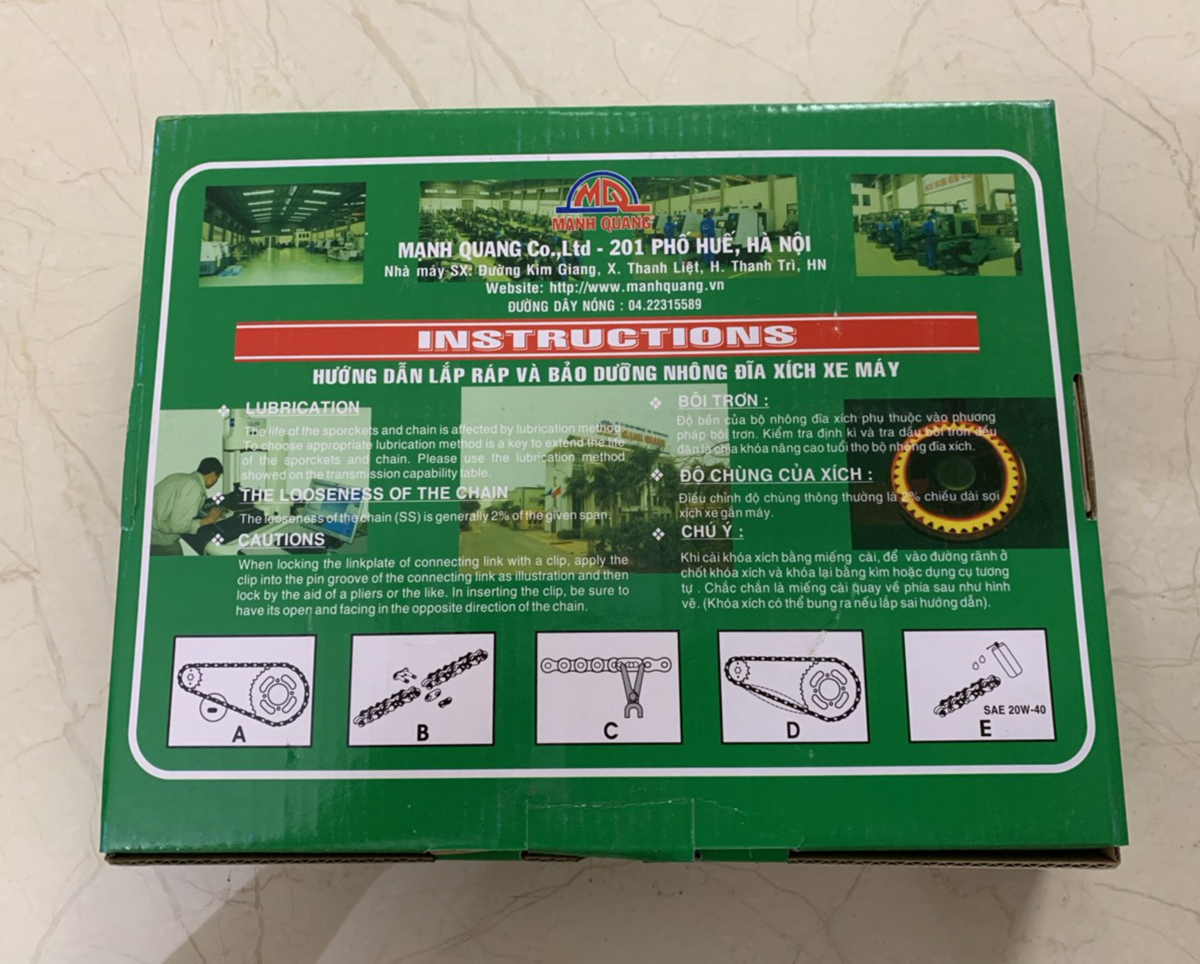 MQ
MẠNH QUANG
MẠNH QUANG Co.,Ltd - 201 PHỐ HUẾ, HÀ NỘI
Nhà máy SX: Đường Kim Giang, X. Thanh Liệt, H. Thanh Trì, HN
Website: http://www.manhquang.vn
ĐƯỜNG DÂY NÓNG : 04.22315589
INSTRUCTIONS
HƯỚNG DẪN LẮP RÁP VÀ BẢO DƯỠNG NHÔNG ĐĨA XÍCH XE MÁY
❖ LUBRICATION
The life of the sporckets and chain is affected by lubrication method
To choose appropriate lubrication method is a key to extend the life
of the sporckets and chain. Please use the lubrication method
showed on the transmission capability table.
❖ THE LOOSENESS OF THE CHAIN
The looseness of the chain (SS) is generally 2% of the given span.
❖ CAUTIONS
When locking the linkplate of connecting link with a clip, apply the
clip into the pin groove of the connecting link as illustration and then
lock by the aid of a pliers or the like. In inserting the clip, be sure to
have its open and facing in the opposite direction of the chain.
❖ BÔI TRƠN :
Độ bền của bộ nhông đĩa xích phụ thuộc vào phương
pháp bôi trơn. Kiểm tra định kì và tra dầu bôi trơn đều
đặn là chìa khóa nâng cao tuổi thọ bộ nhông đĩa xích.
❖ ĐỘ CHÙNG CỦA XÍCH :
Điều chỉnh độ chùng thông thường là 2% chiều dài sợi
xích xe gắn máy.
❖ CHÚ Ý :
Khi cài khóa xích bằng miếng cài, để vào đường rãnh ở
chốt khóa xích và khóa lại bằng kìm hoặc dụng cụ tương
tự . Chắc chắn là miếng cài quay về phía sau như hình
vẽ. (Khóa xích có thể bung ra nếu lắp sai hướng dẫn).
A
B
C
D
SAE 20W-40
E